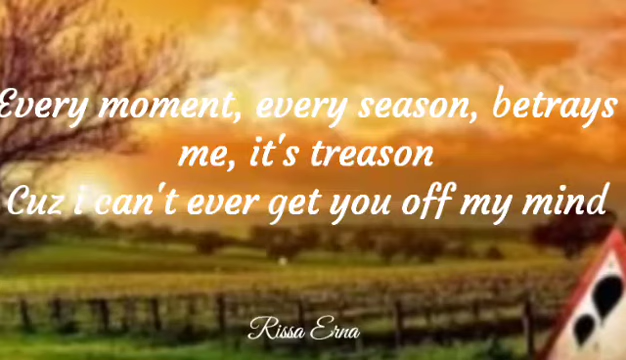 Every moment, every season, betrays
me, it's treason
Cuz i can't ever get you off my mind
Rissa Erna